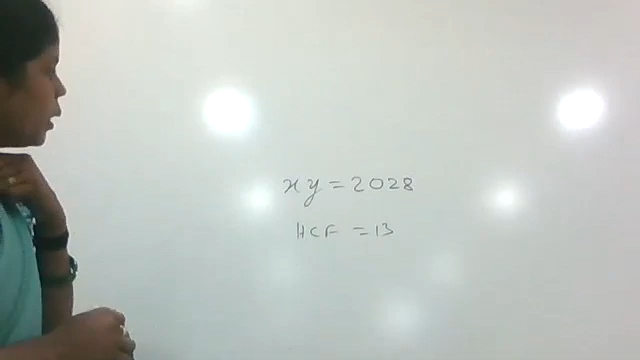 xy = 2028
HCF = 13